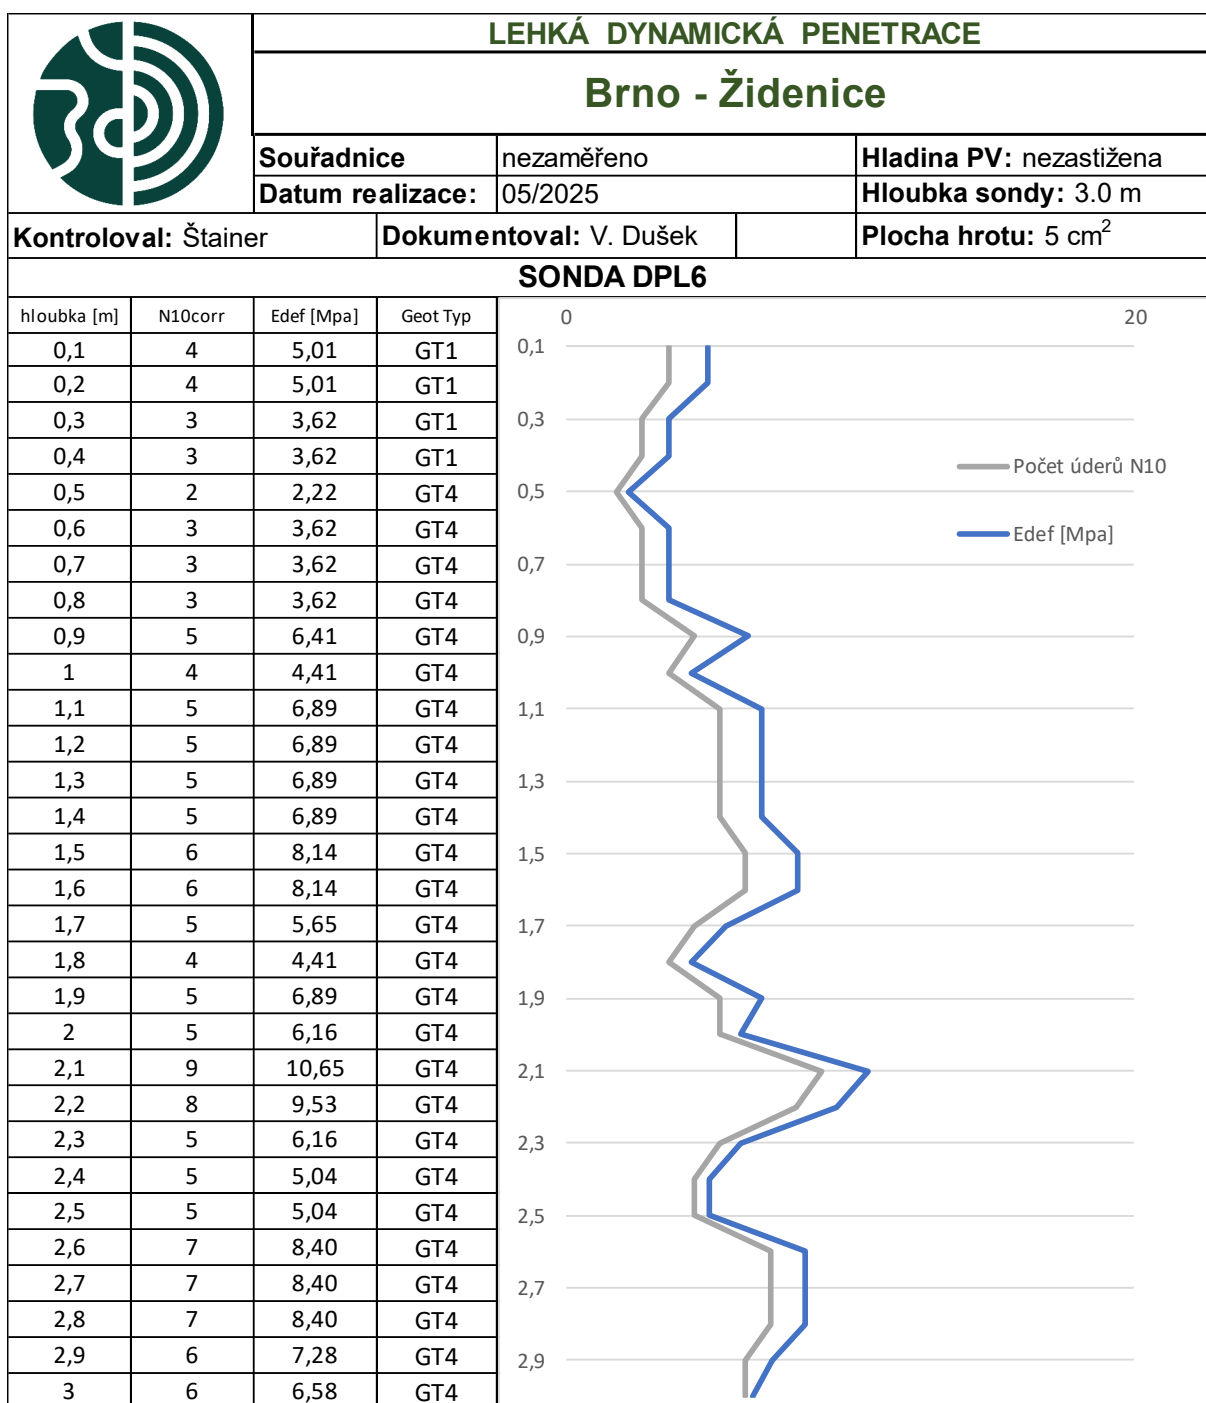 LEHKÁ DYNAMICKÁ PENETRACE
Brno - Židenice
Souřadnice nezaměřeno Hladina PV: nezastižena
Datum realizace: 05/2025 Hloubka sondy: 3.0 m
Kontroloval: Štainer Dokumentoval: V. Dušek Plocha hrotu: 5 cm²
SONDA DPL6
hloubka [m] N10corr Edef [Mpa] Geot Typ 0 20
0,1 4 5,01 GT1 0,1
0,2 4 5,01 GT1
0,3 3 3,62 GT1 0,3
0,4 3 3,62 GT1 Počet úderů N10
0,5 2 2,22 GT4 0,5
0,6 3 3,62 GT4 Edef [Mpa]
0,7 3 3,62 GT4 0,7
0,8 3 3,62 GT4
0,9 5 6,41 GT4 0,9
1 4 4,41 GT4
1,1 5 6,89 GT4 1,1
1,2 5 6,89 GT4
1,3 5 6,89 GT4 1,3
1,4 5 6,89 GT4
1,5 6 8,14 GT4 1,5
1,6 6 8,14 GT4
1,7 5 5,65 GT4 1,7
1,8 4 4,41 GT4
1,9 5 6,89 GT4 1,9
2 5 6,16 GT4
2,1 9 10,65 GT4 2,1
2,2 8 9,53 GT4
2,3 5 6,16 GT4 2,3
2,4 5 5,04 GT4
2,5 5 5,04 GT4 2,5
2,6 7 8,40 GT4
2,7 7 8,40 GT4 2,7
2,8 7 8,40 GT4
2,9 6 7,28 GT4 2,9
3 6 6,58 GT4